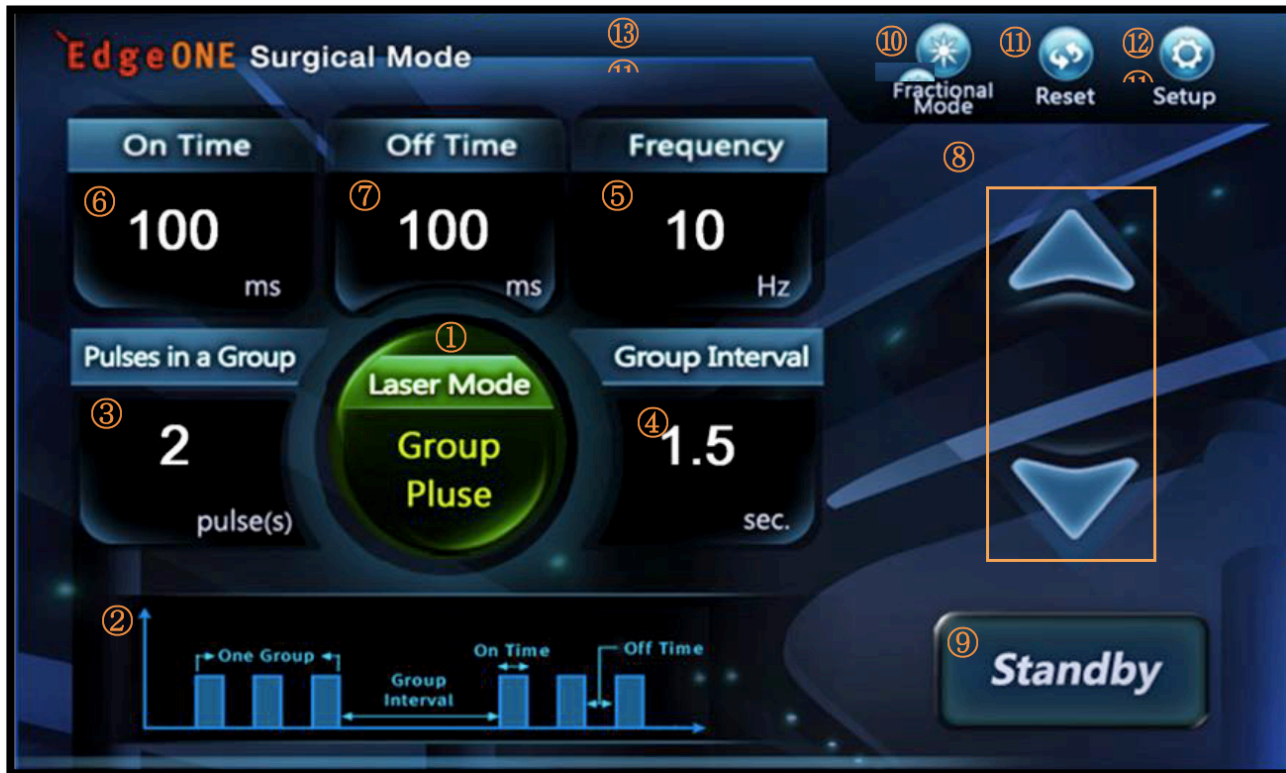 EdgeONE Surgical Mode
⑬
⑩
⑪
⑫
Fractional
Mode
Reset
Setup
On Time
Off Time
Frequency
⑧
⑥
100
ms
⑦
100
ms
⑤
10
Hz
①
Pulses in a Group
Laser Mode
Group Interval
③
2
pulse(s)
Group
Pluse
④
1.5
sec.
②
One Group
Group
Interval
On Time
Off Time
⑨
Standby